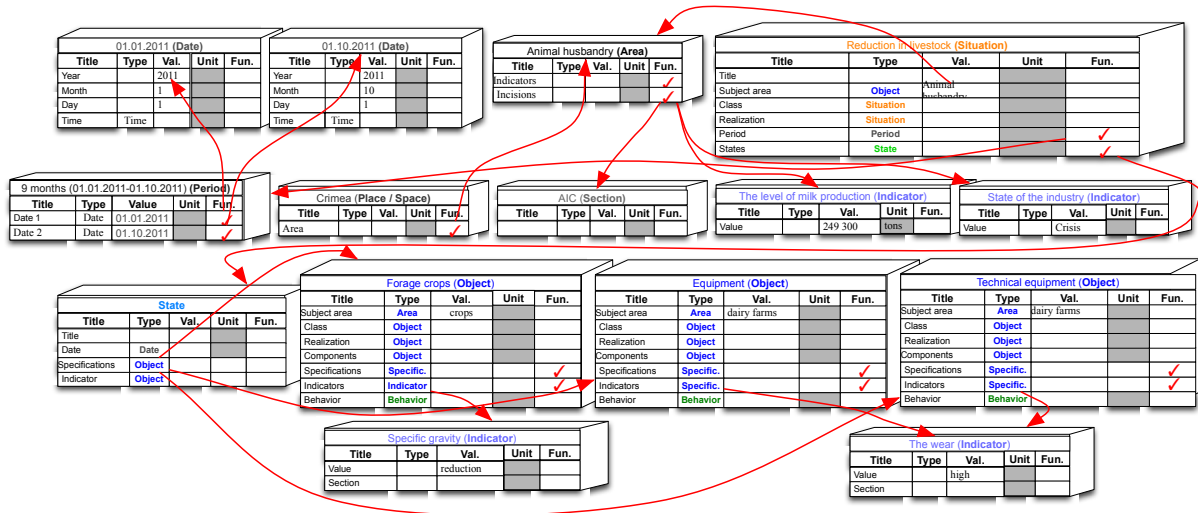 01.01.2011 (Date)
Title Type Val. Unit Fun.
Year 2011
Month 1
Day 1
Time Time
01.10.2011 (Date)
Title Type Val. Unit Fun.
Year 2011
Month 10
Day 1
Time Time
Animal husbandry (Area)
Title Type Val. Unit Fun.
Indicators ✓
Incisions ✓
Reduction in livestock (Situation)
Title Type Val. Unit Fun.
Title
Subject area Object Animal
husbandry
Class Situation
Realization Situation
Period Period ✓
States State ✓
9 months (01.01.2011-01.10.2011) (Period)
Title Type Value Unit Fun.
Date 1 Date 01.01.2011 ✓
Date 2 Date 01.10.2011 ✓
Crimea (Place / Space)
Title Type Val. Unit Fun.
Area ✓
AIC (Section)
Title Type Val. Unit Fun.
The level of milk production (Indicator)
Title Type Val. Unit Fun.
Value 249 300 tons
State of the industry (Indicator)
Title Type Val. Unit Fun.
Value Crisis
State
Title Type Val. Unit Fun.
Title
Date Date
Specifications Object
Indicator Object
Forage crops (Object)
Title Type Val. Unit Fun.
Subject area Area crops
Class Object
Realization Object
Components Object
Specifications Specific. ✓
Indicators Indicator ✓
Behavior Behavior
Equipment (Object)
Title Type Val. Unit Fun.
Subject area Area dairy farms
Class Object
Realization Object
Components Object
Specifications Specific. ✓
Indicators Specific. ✓
Behavior Behavior
Technical equipment (Object)
Title Type Val. Unit Fun.
Subject area Area dairy farms
Class Object
Realization Object
Components Object
Specifications Specific. ✓
Indicators Specific. ✓
Behavior Behavior
Specific gravity (Indicator)
Title Type Val. Unit Fun.
Value reduction
Section
The wear (Indicator)
Title Type Val. Unit Fun.
Value high
Section